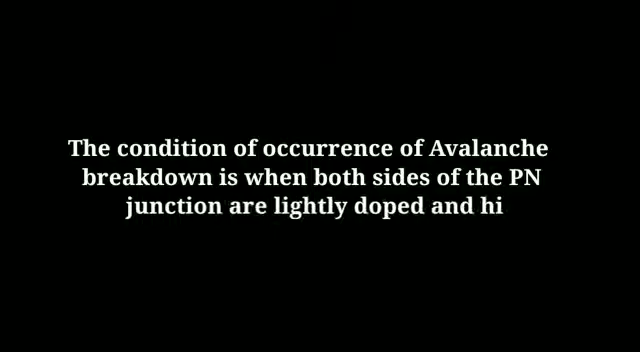 The condition of occurrence of Avalanche
breakdown is when both sides of the PN
junction are lightly doped and hi